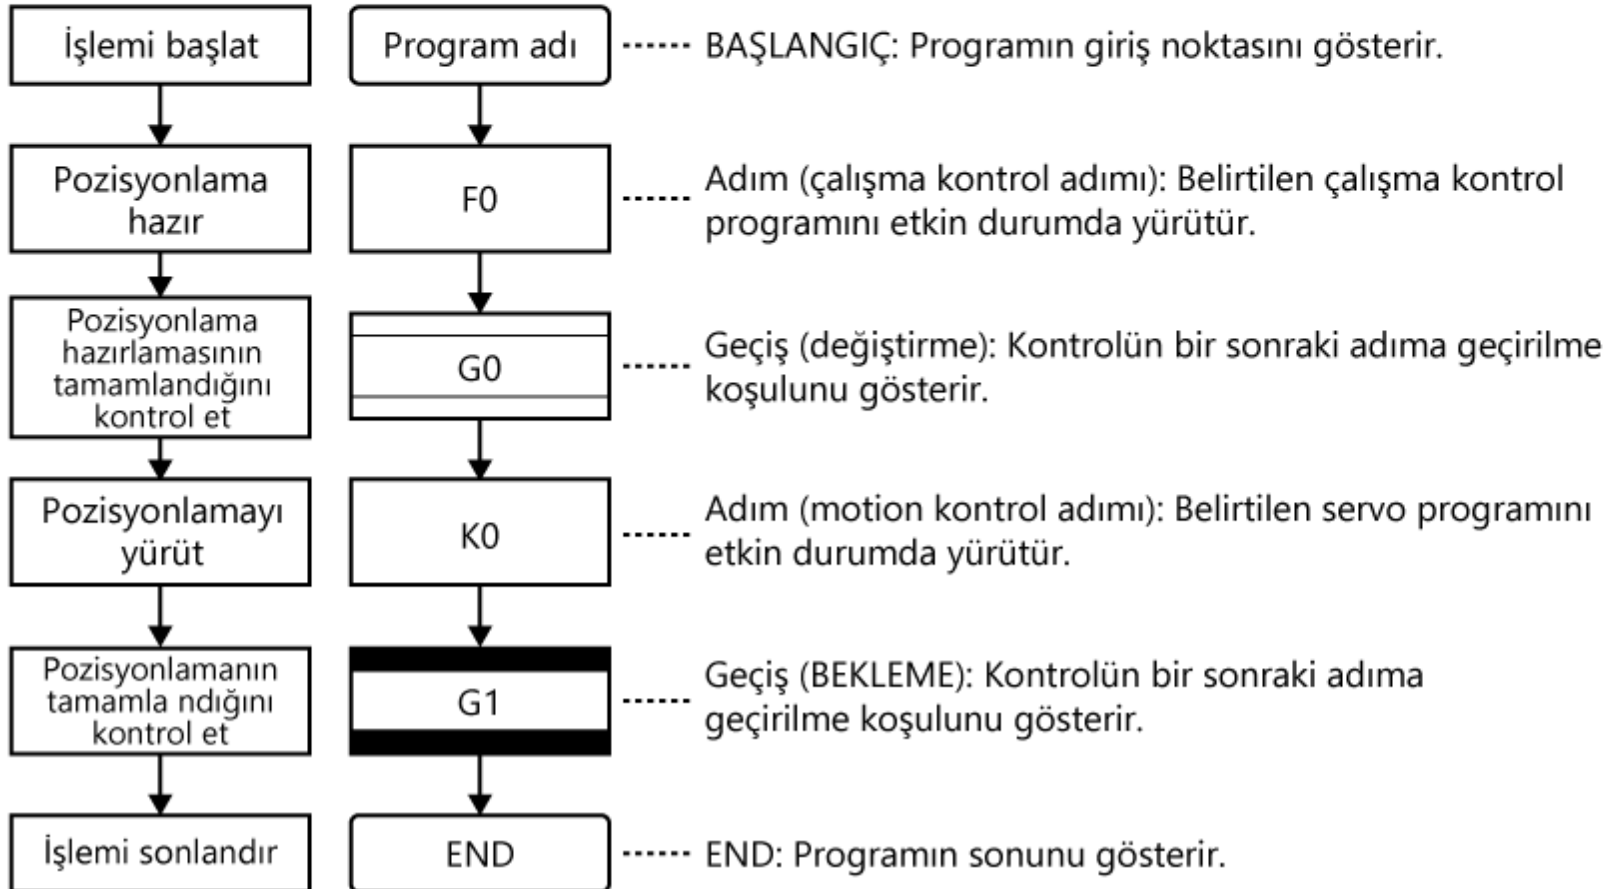 İşlemi başlat
Program adı
BAŞLANGIÇ: Programın giriş noktasını gösterir.
Pozisyonlama
hazır
F0
Adım (çalışma kontrol adımı): Belirtilen çalışma kontrol
programını etkin durumda yürütür.
Pozisyonlama
hazırlamasının
tamamlandığını
kontrol et
G0
Geçiş (değiştirme): Kontrolün bir sonraki adıma geçirilme
koşulunu gösterir.
Pozisyonlamayı
yürüt
K0
Adım (motion kontrol adımı): Belirtilen servo programını
etkin durumda yürütür.
Pozisyonlamanın
tamamla ndığını
kontrol et
G1
Geçiş (BEKLEME): Kontrolün bir sonraki adıma
geçirilme koşulunu gösterir.
İşlemi sonlandır
END
END: Programın sonunu gösterir.